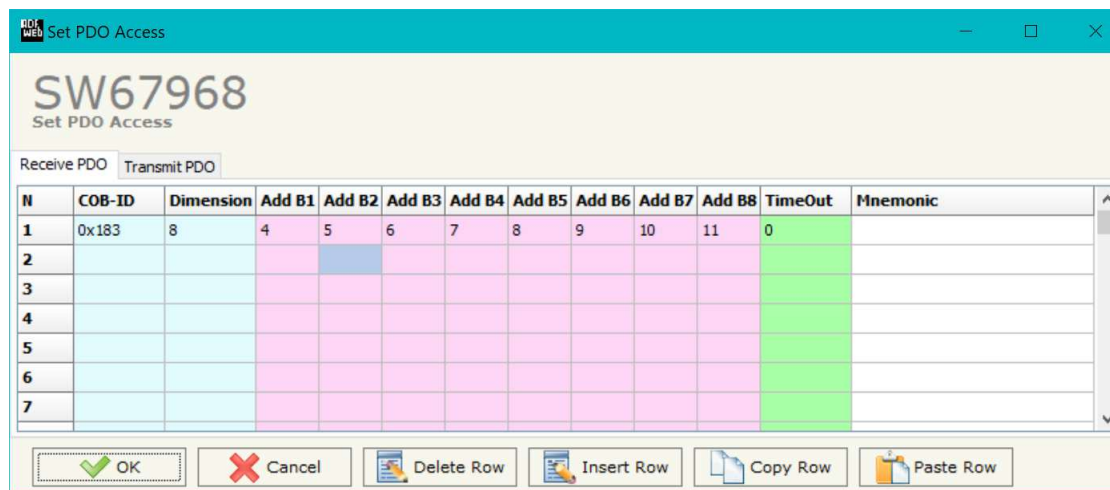 ADF
WEB
Set PDO Access
SW67968
Set PDO Access
Receive PDO Transmit PDO
N COB-ID Dimension Add B1 Add B2 Add B3 Add B4 Add B5 Add B6 Add B7 Add B8 TimeOut Mnemonic
1 0x183 8 4 5 6 7 8 9 10 11 0
2
3
4
5
6
7
OK Cancel Delete Row Insert Row Copy Row Paste Row